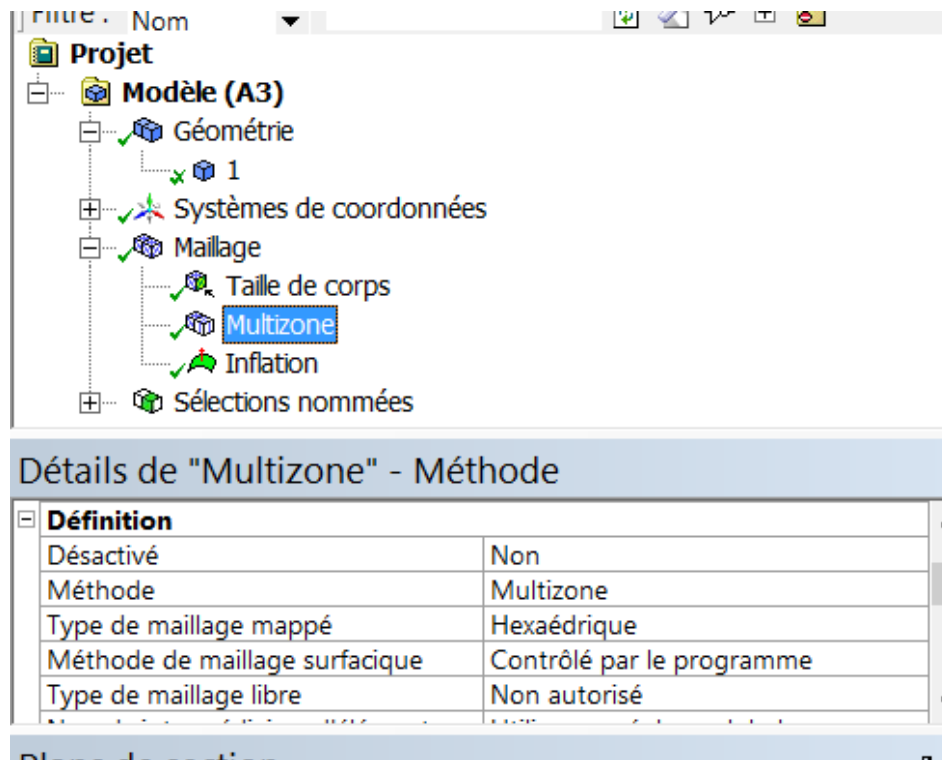 Filtre : Nom
Projet
Modèle (A3)
Géométrie
1
Systèmes de coordonnées
Maillage
Taille de corps
Multizone
Inflation
Sélections nommées
Détails de "Multizone" - Méthode
Définition
Désactivé Non
Méthode Multizone
Type de maillage mappé Hexaédrique
Méthode de maillage surfacique Contrôlé par le programme
Type de maillage libre Non autorisé